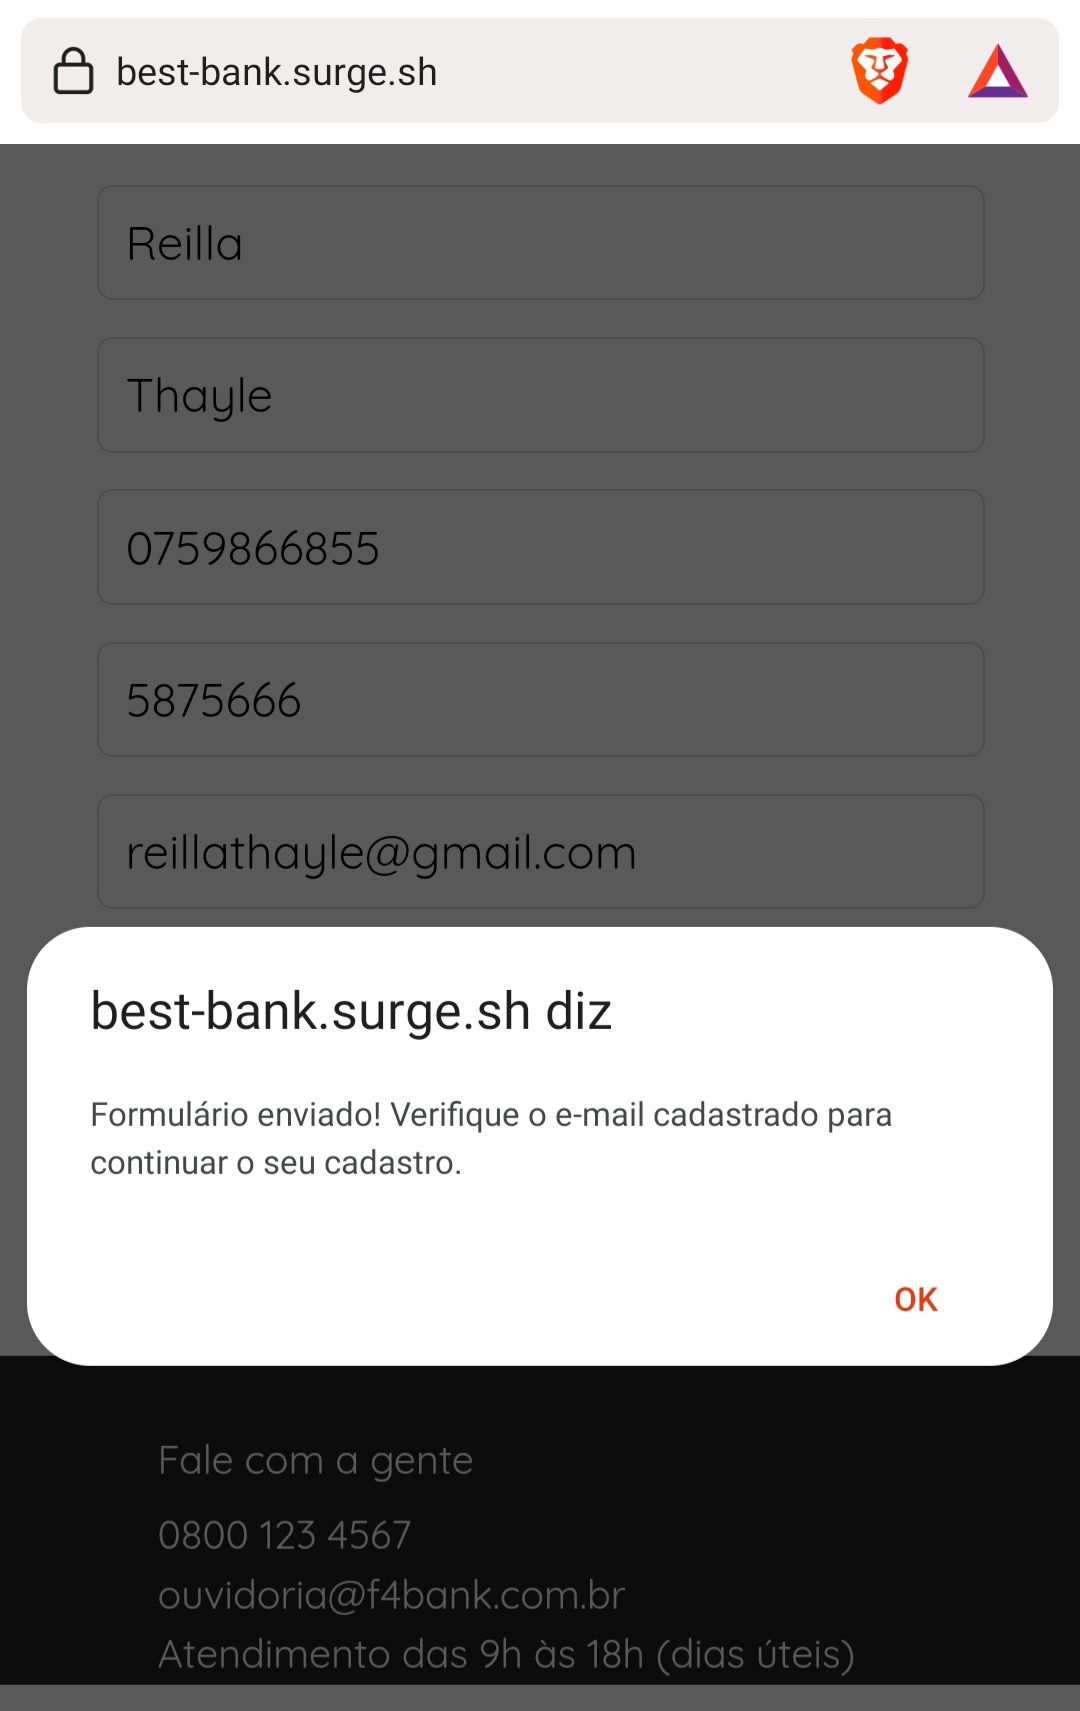 best-bank.surge.sh
Reilla
Thayle
0759866855
5875666
reillathayle@gmail.com
best-bank.surge.sh diz
Formulário enviado! Verifique o e-mail cadastrado para
continuar o seu cadastro.
OK
Fale com a gente
0800 123 4567
ouvidoria@f4bank.com.br
Atendimento das 9h às 18h (dias úteis)